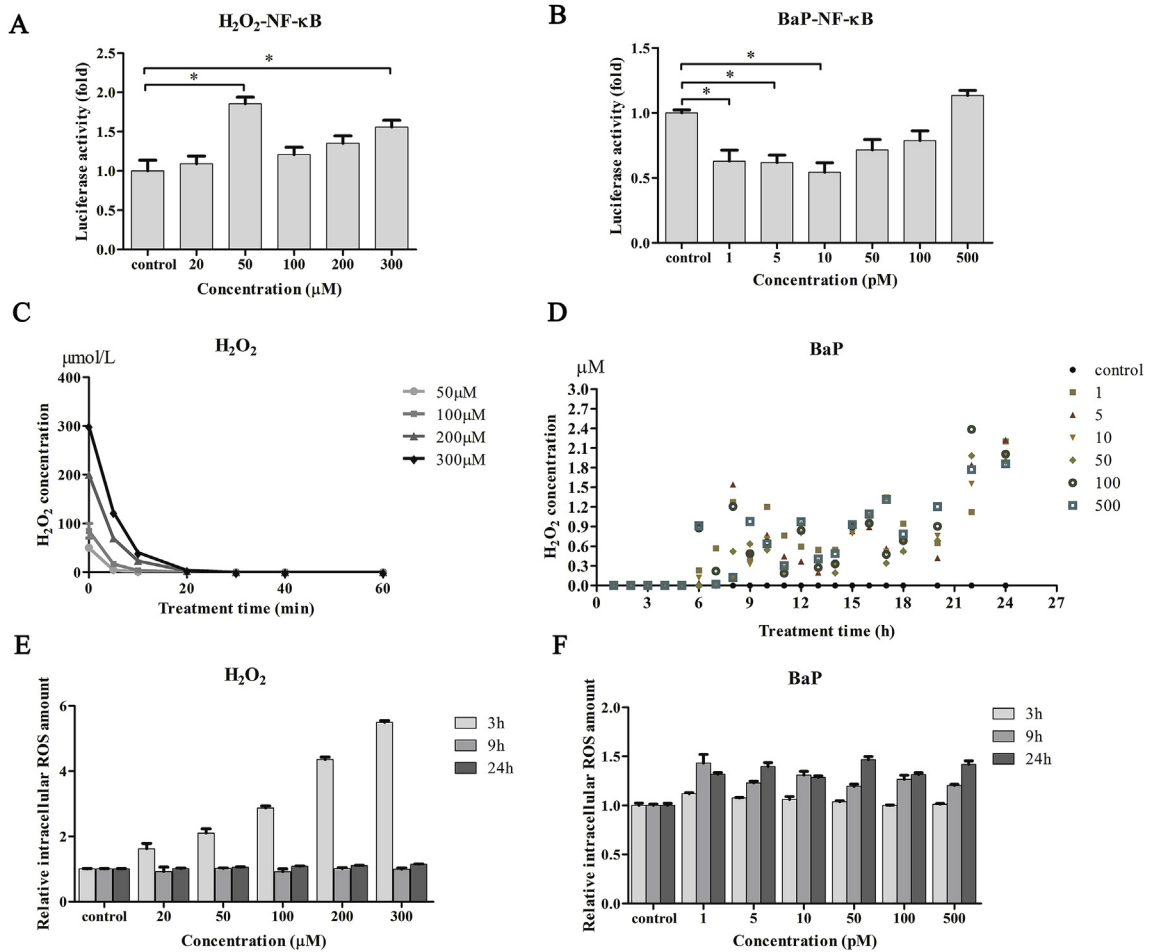 A
H2O2-NF-κB
Luciferase activity (fold)
2.5
2.0
1.5
1.0
0.5
0.0
* *
control 20 50 100 200 300
Concentration (μM)
B
BaP-NF-κB
Luciferase activity (fold)
1.5
1.0
0.5
0.0
* * *
control 1 5 10 50 100 500
Concentration (pM)
C
H2O2
μmol/L
H2O2 concentration
400
300
200
100
0
0 20 40 60
Treatment time (min)
50μM
100μM
200μM
300μM
D
BaP
μM
H2O2 concentration
3.0
2.7
2.4
2.1
1.8
1.5
1.2
0.9
0.6
0.3
0.0
0 3 6 9 12 15 18 21 24 27
Treatment time (h)
control
1
5
10
50
100
500
E
H2O2
Relative intracellular ROS amount
6
4
2
0
control 20 50 100 200 300
Concentration (μM)
3h
9h
24h
F
BaP
Relative intracellular ROS amount
2.0
1.5
1.0
0.5
0.0
control 1 5 10 50 100 500
Concentration (pM)
3h
9h
24h